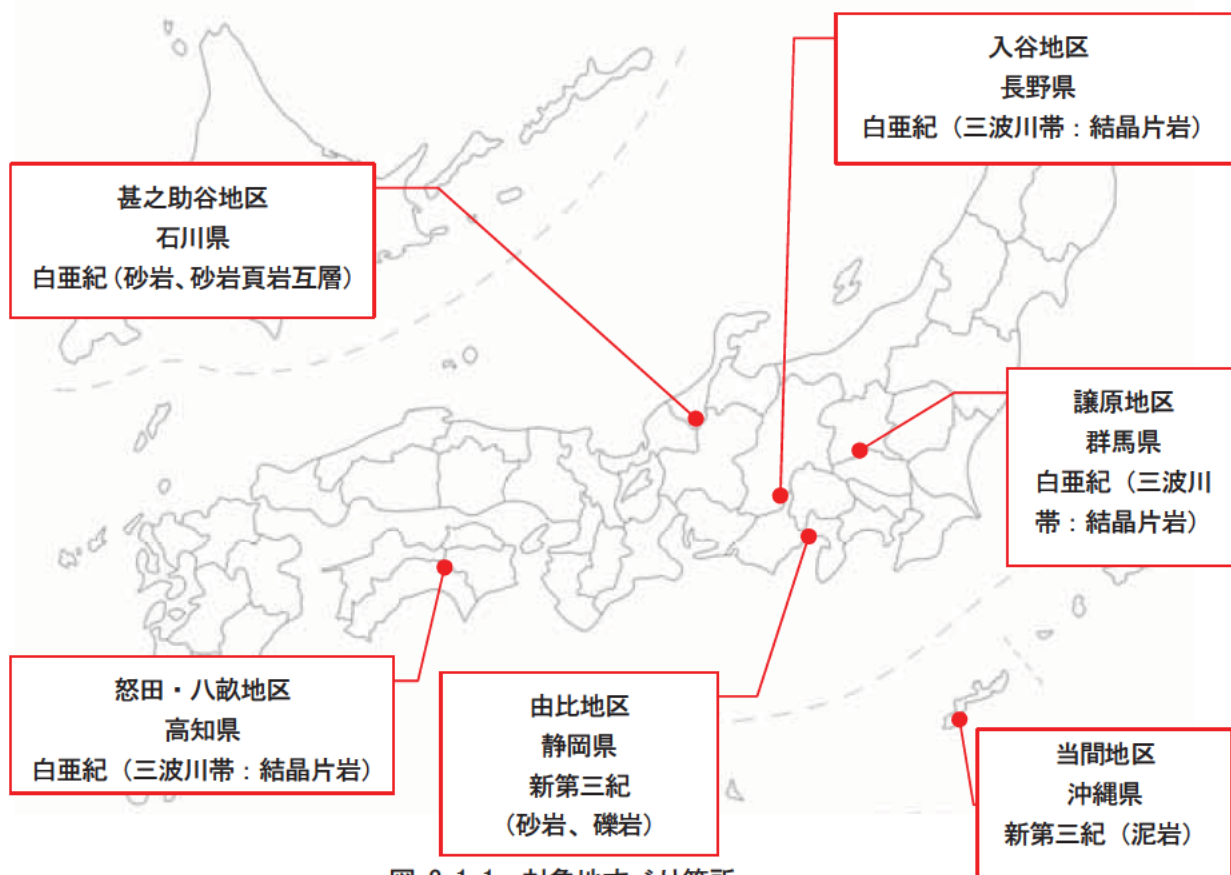 入谷地区
長野県
白亜紀（三波川帯：結晶片岩）
甚之助谷地区
石川県
白亜紀（砂岩、砂岩頁岩互層）
譲原地区
群馬県
白亜紀（三波川
帯：結晶片岩）
怒田・八畝地区
高知県
白亜紀（三波川帯：結晶片岩）
由比地区
静岡県
新第三紀
（砂岩、礫岩）
当間地区
沖縄県
新第三紀（泥岩）